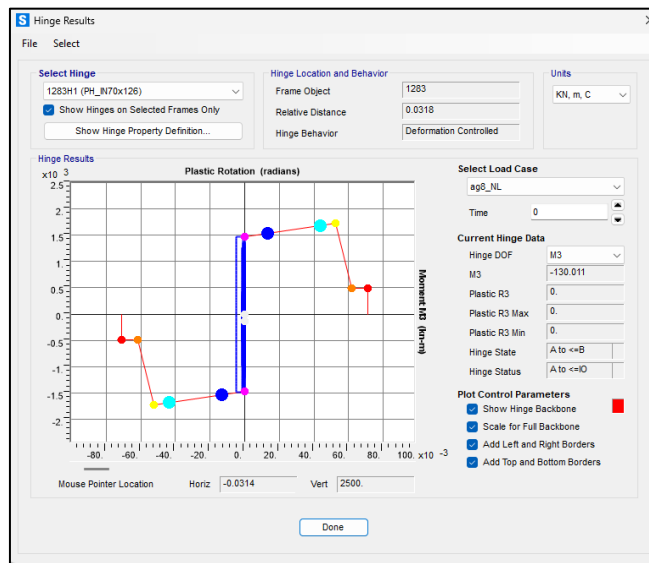 S Hinge Results
File Select
Select Hinge
1283H1 (PH_IN70x126)
Show Hinges on Selected Frames Only
Show Hinge Property Definition...
Hinge Location and Behavior
Frame Object 1283
Relative Distance 0.0318
Hinge Behavior Deformation Controlled
Units
KN, m, C
Hinge Results
x10 3
Plastic Rotation (radians)
2.5
2.
1.5
1.
0.5
0.
-0.5
-1.
-1.5
-2.
Moment M3 (kn-m)
-80. -60. -40. -20. 0. 20. 40. 60. 80. 100. x10 -3
Mouse Pointer Location Horiz -0.0314 Vert 2500.
Select Load Case
ag8_NL
Time 0
Current Hinge Data
Hinge DOF M3
M3 -130.011
Plastic R3 0.
Plastic R3 Max 0.
Plastic R3 Min 0.
Hinge State A to <=B
Hinge Status A to <=IO
Plot Control Parameters
Show Hinge Backbone
Scale for Full Backbone
Add Left and Right Borders
Add Top and Bottom Borders
Done